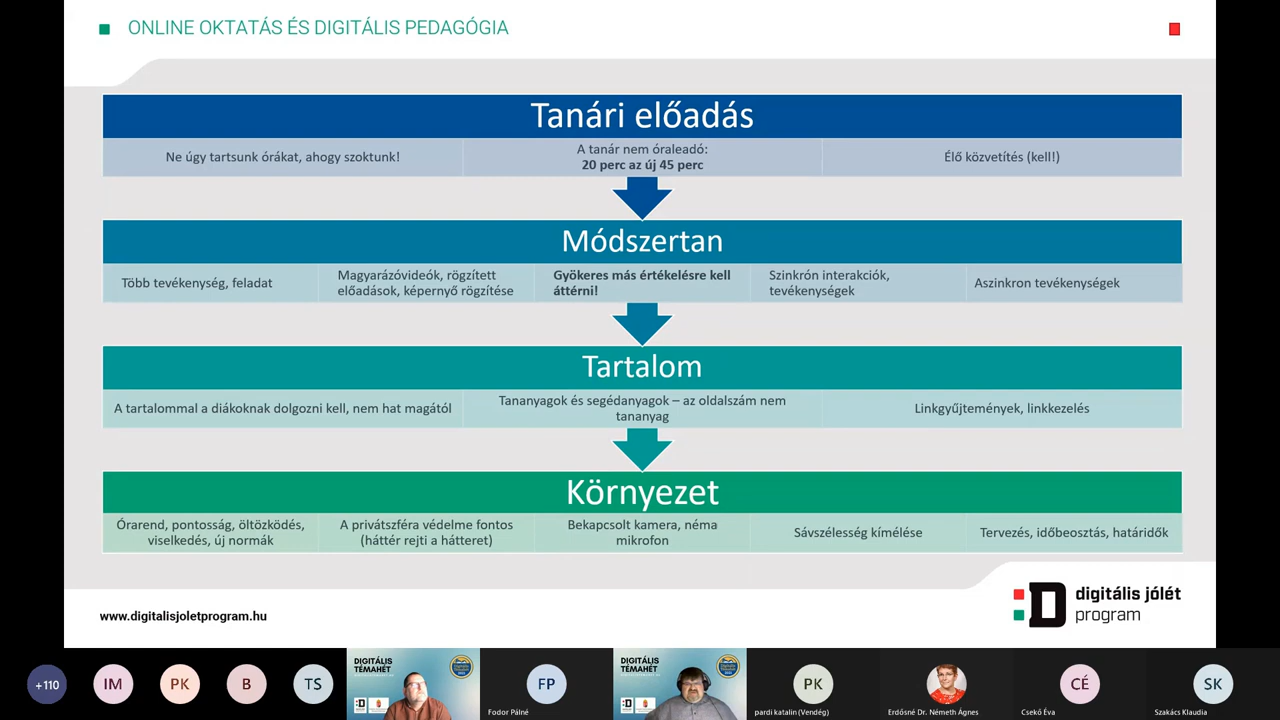 ONLINE OKTATÁS ÉS DIGITÁLIS PEDAGÓGIA
Tanári előadás
Ne úgy tartsunk órákat, ahogy szoktunk!
A tanár nem óraleadó:
20 perc az új 45 perc
Élő közvetítés (kell!)
Módszertan
Több tevékenység, feladat
Magyarázóvideók, rögzített
előadások, képernyő rögzítése
Gyökeres más értékelésre kell
áttérni!
Szinkrón interakciók,
tevékenységek
Aszinkron tevékenységek
Tartalom
A tartalommal a diákoknak dolgozni kell, nem hat magától
Tananyagok és segédanyagok – az oldalszám nem
tananyag
Linkgyűjtemények, linkkezelés
Környezet
Órarend, pontosság, öltözködés,
viselkedés, új normák
A privátszféra védelme fontos
(háttér rejti a hátteret)
Bekapcsolt kamera, néma
mikrofon
Sávszélesség kímélése
Tervezés, időbeosztás, határidők
www.digitalisjoletprogram.hu
digitális jólét
program
+110
IM
PK
B
TS
DIGITÁLIS
TÉMAHÉT
FP
Fodor Pálné
DIGITÁLIS
TÉMAHÉT
PK
pardi katalin (Vendég)
Erdősné Dr. Németh Ágnes
CÉ
Csekő Éva
SK
Szakács Klaudia